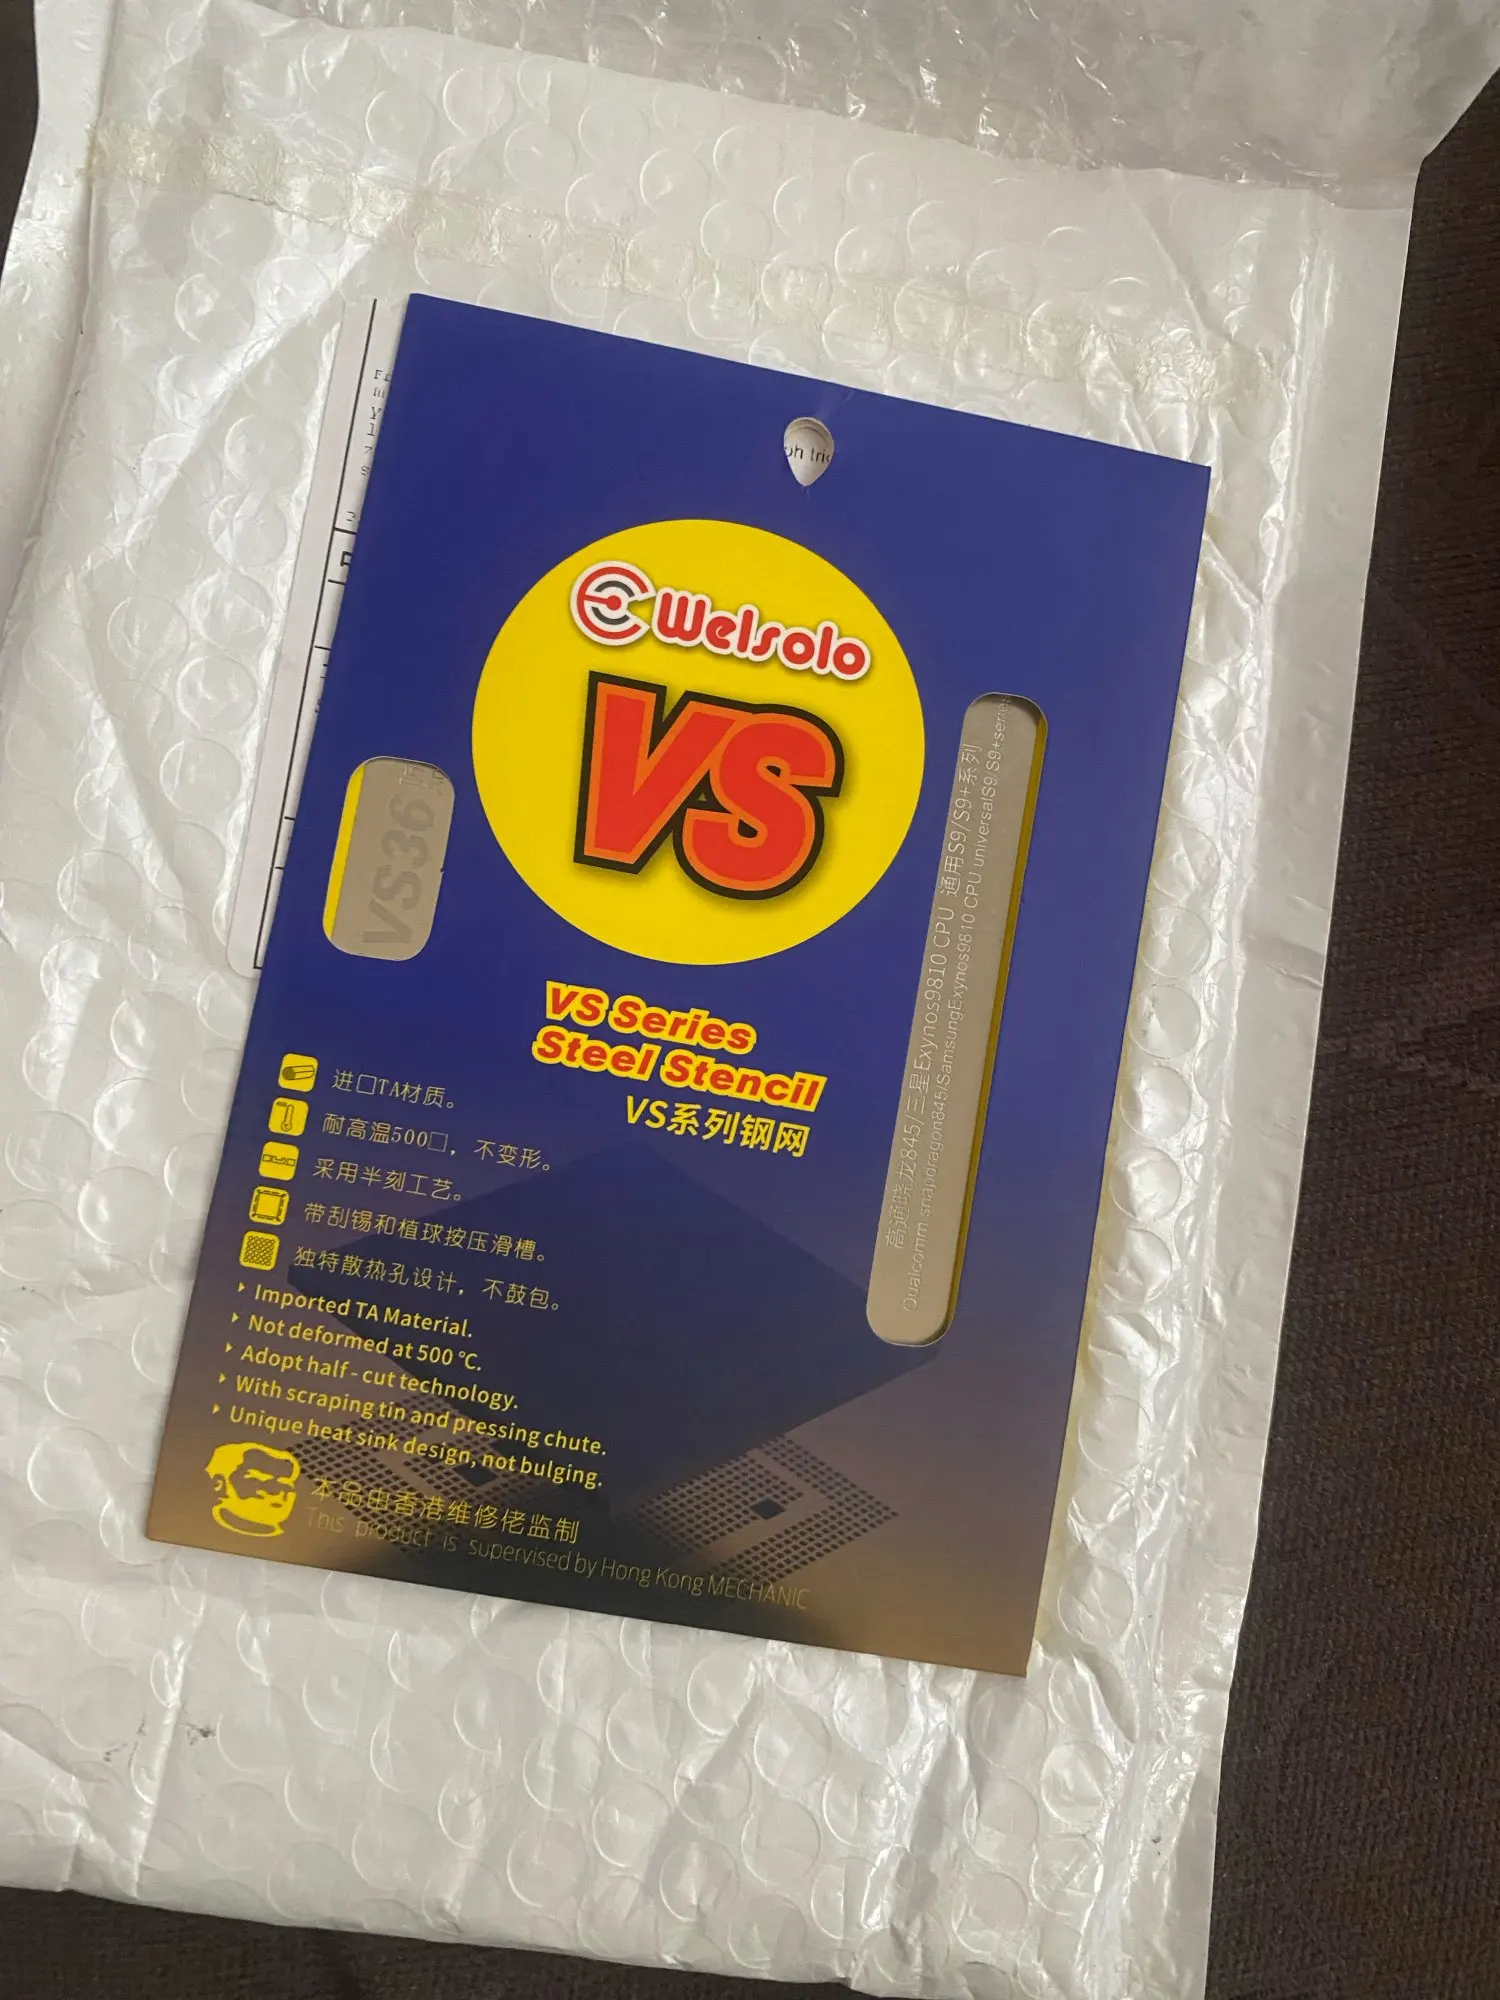 oh tri
Welsolo
VS
VS36
高通骁龙845/三星Exynos9810 CPU 通用S9/S9+系列
Qualcomm snapdragon845/SamsungExynos9810 CPU universalS9/S9+series
VS Series
Steel Stencil
VS系列钢网
进□TA材质。
耐高温500□，不变形。
采用半刻工艺。
带刮锡和植球按压滑槽。
独特散热孔设计，不鼓包。
Imported TA Material.
Not deformed at 500 °C.
Adopt half-cut technology.
With scraping tin and pressing chute.
Unique heat sink design, not bulging.
本品由香港维修佬监制
This product is supervised by Hong Kong MECHANIC